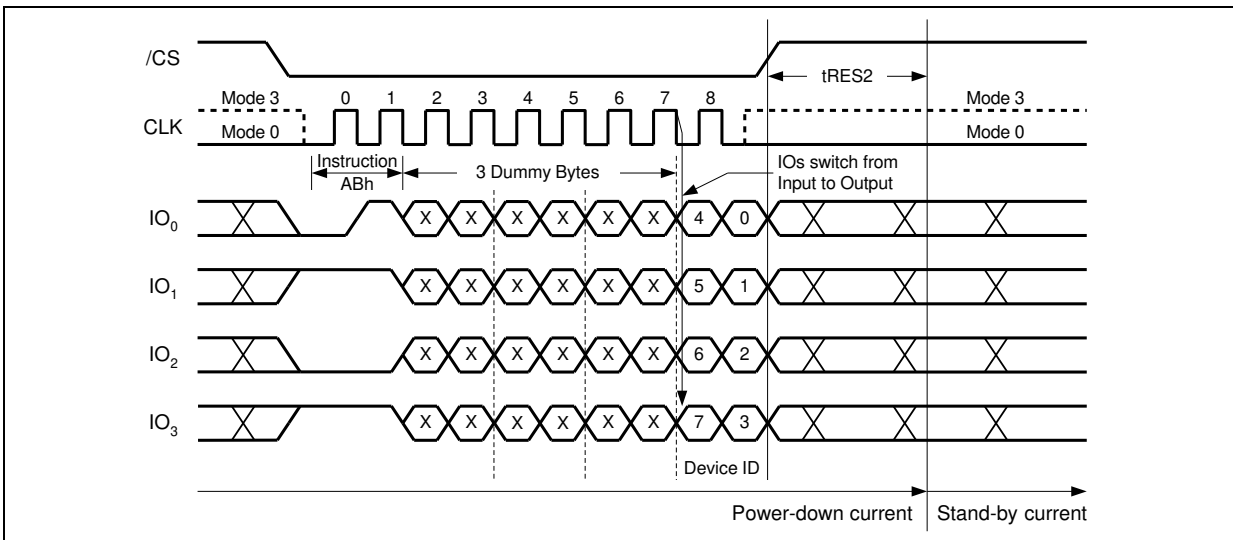 /CS
tRES2
Mode 3 0 1 2 3 4 5 6 7 8 Mode 3
CLK
Mode 0 Mode 0
Instruction
ABh
3 Dummy Bytes
IOs switch from
Input to Output
IO0 X X X X X X 4 0
IO1 X X X X X X 5 1
IO2 X X X X X X 6 2
IO3 X X X X X X 7 3
Device ID
Power-down current Stand-by current